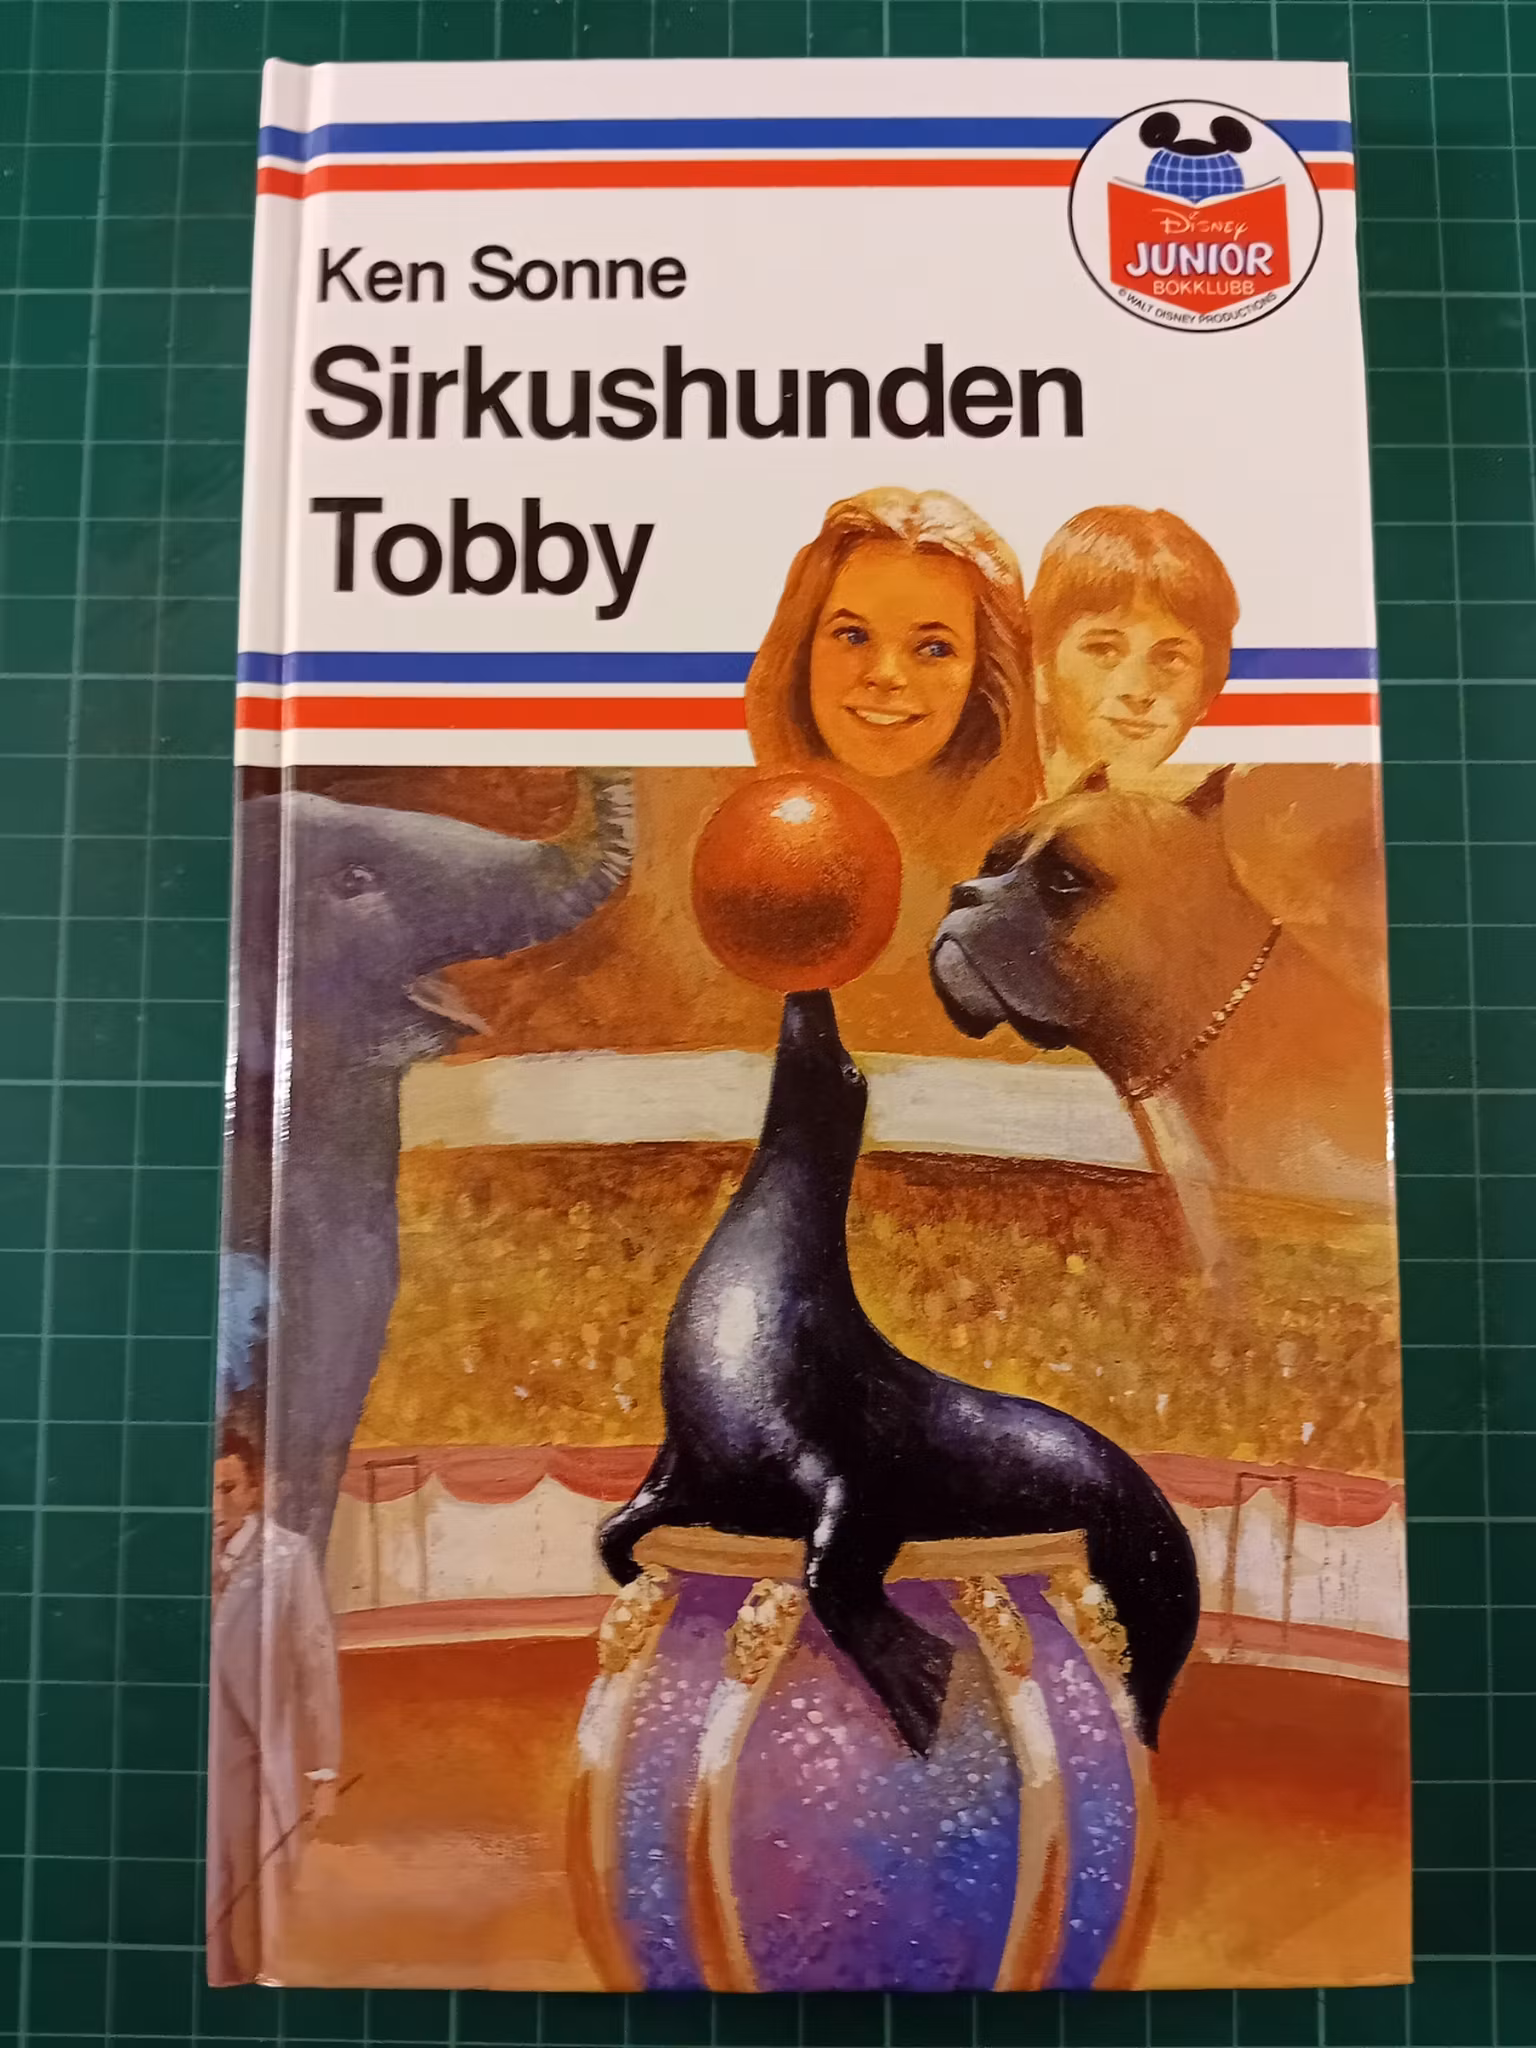 Ken Sonne
Sirkushunden
Tobby
Disney
JUNIOR
BOKKLUBB
© WALT DISNEY PRODUCTIONS